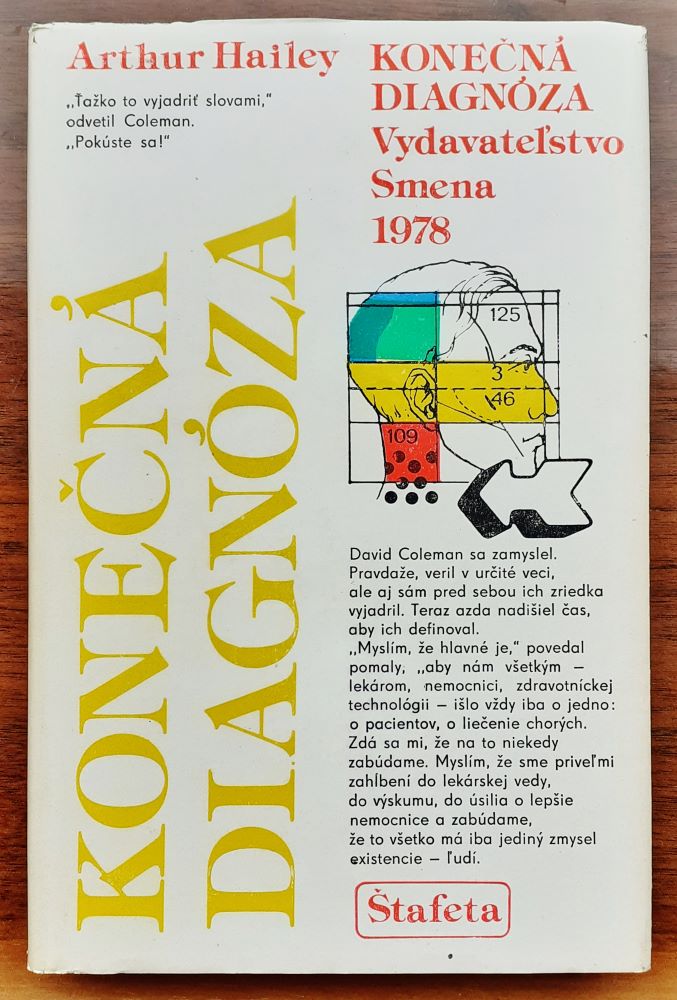 Arthur Hailey
„Ťažko to vyjadriť slovami,“
odvetil Coleman.
„Pokúste sa!“
KONEČNÁ
DIAGNÓZA
KONEČNÁ
DIAGNÓZA
Vydavateľstvo
Smena
1978
125
3
46
109
David Coleman sa zamyslel.
Pravdaže, veril v určité veci,
ale aj sám pred sebou ich zriedka
vyjadril. Teraz azda nadišiel čas,
aby ich definoval.
„Myslím, že hlavné je,“ povedal
pomaly, „aby nám všetkým –
lekárom, nemocnici, zdravotníckej
technológii – išlo vždy iba o jedno:
o pacientov, o liečenie chorých.
Zdá sa mi, že na to niekedy
zabúdame. Myslím, že sme priveľmi
zahĺbení do lekárskej vedy,
do výskumu, do úsilia o lepšie
nemocnice a zabúdame,
že to všetko má iba jediný zmysel
existencie – ľudí.
Štafeta